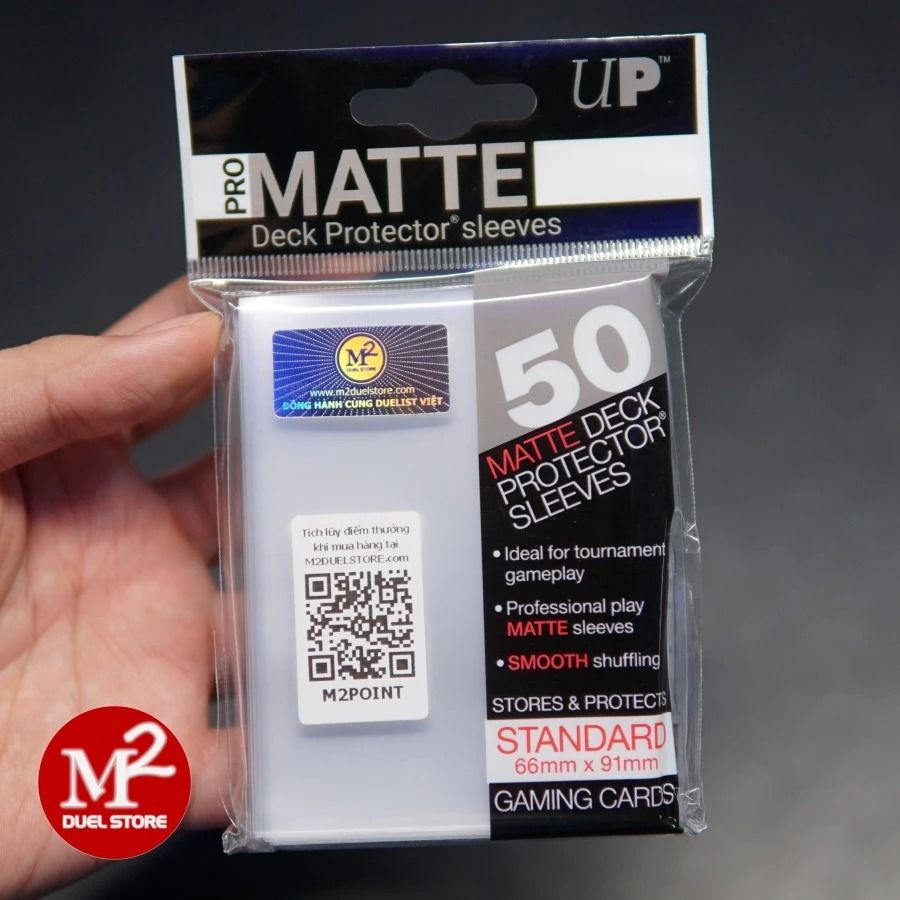 UP™
PRO MATTE
Deck Protector® sleeves
M2
DUEL STORE
www.m2duelstore.com
ĐỒNG HÀNH CÙNG DUELIST VIỆT
50
MATTE DECK
PROTECTOR®
SLEEVES
• Ideal for tournament
gameplay
• Professional play
MATTE sleeves
• SMOOTH shuffling
STORES & PROTECTS
STANDARD
66mm x 91mm
GAMING CARDS
Tích lũy điểm thưởng
khi mua hàng tại
M2DUELSTORE.com
M2POINT
M2
DUEL STORE